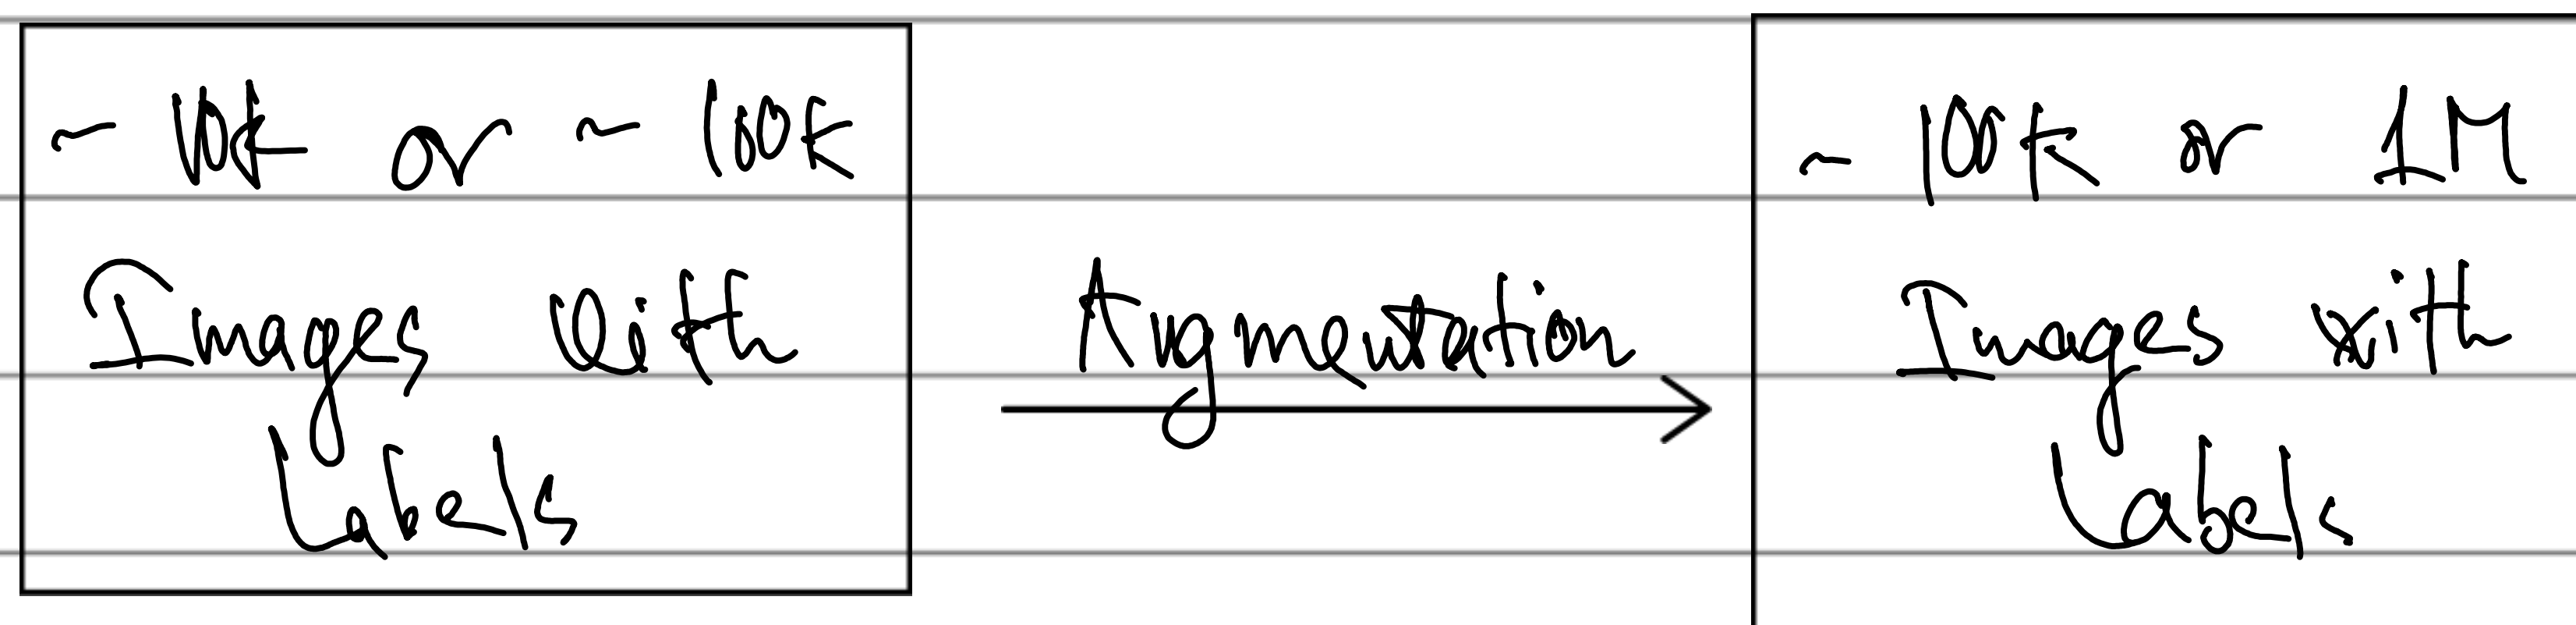 ~ 10k or ~ 100k
Images with
Labels
Augmentation
~ 100k or 1M
Images with
Labels